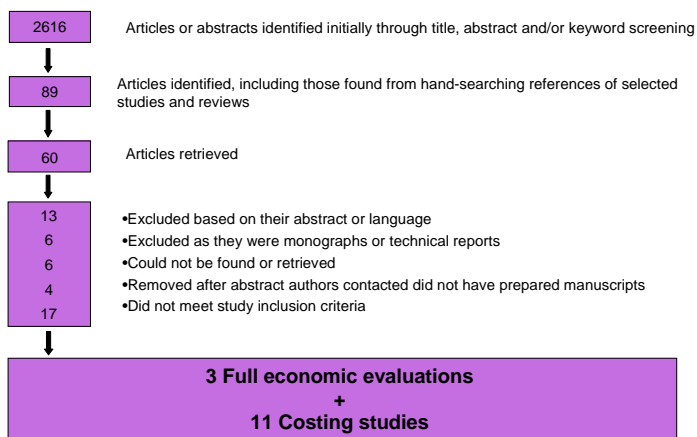 2616 Articles or abstracts identified initially through title, abstract and/or keyword screening
89 Articles identified, including those found from hand-searching references of selected
studies and reviews
60 Articles retrieved
13 •Excluded based on their abstract or language
6 •Excluded as they were monographs or technical reports
6 •Could not be found or retrieved
4 •Removed after abstract authors contacted did not have prepared manuscripts
17 •Did not meet study inclusion criteria
3 Full economic evaluations
+
11 Costing studies